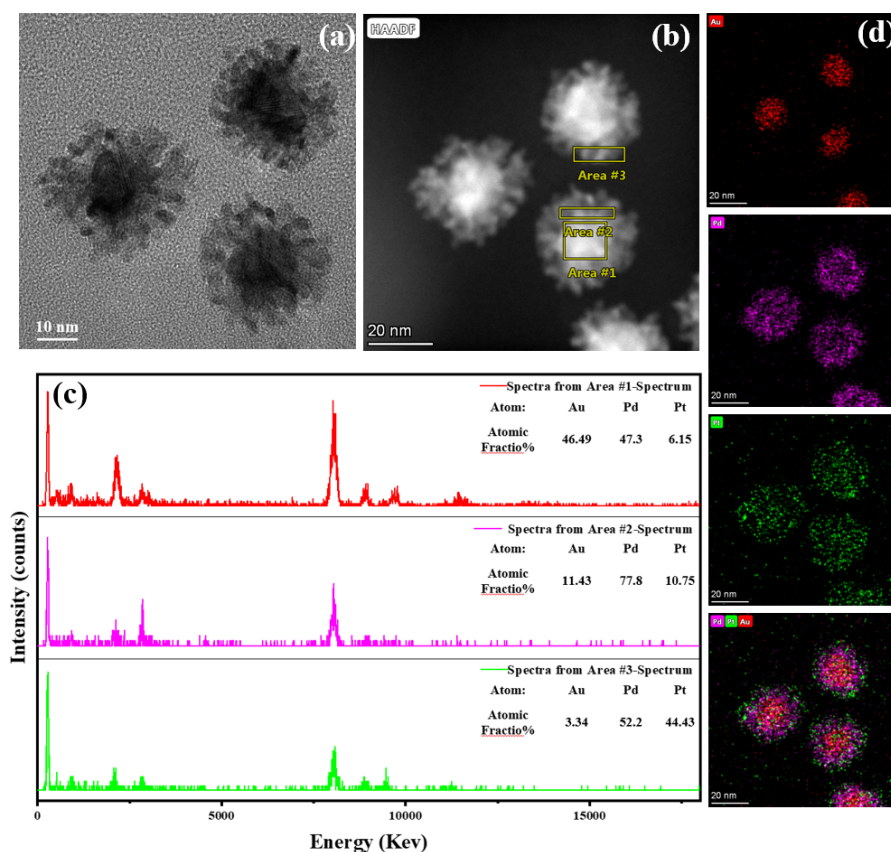 (a)
10 nm
HAADF
(b)
Area #3
Area #2
Area #1
20 nm
(d)
Au
20 nm
Pd
20 nm
Pt
20 nm
Pd Pt Au
20 nm
(c)
Spectra from Area #1-Spectrum
Atom: Au Pd Pt
Atomic
Fractio% 46.49 47.3 6.15
Spectra from Area #2-Spectrum
Atom: Au Pd Pt
Atomic
Fractio% 11.43 77.8 10.75
Spectra from Area #3-Spectrum
Atom: Au Pd Pt
Atomic
Fractio% 3.34 52.2 44.43
Intensity (counts)
0 5000 10000 15000
Energy (Kev)